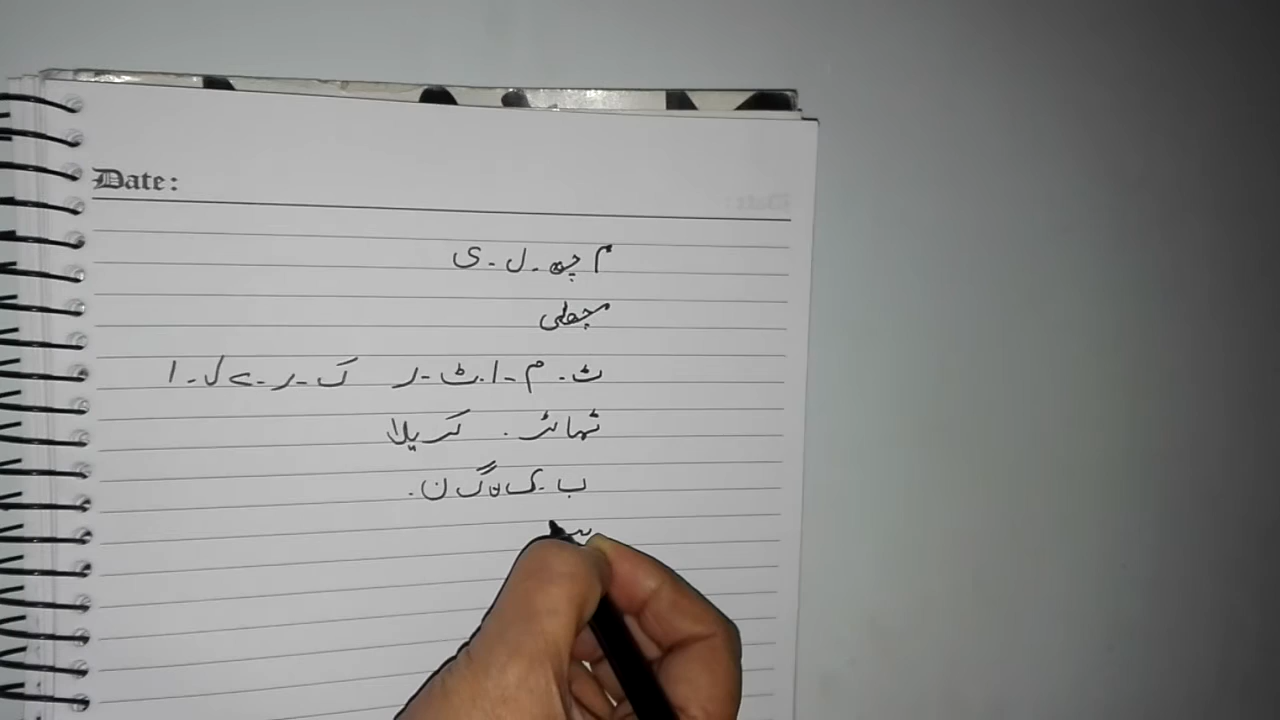 Date:
م چھ ۔ ل ۔ ی
مچھلی
ٹ ۔ م ۔ ا ۔ ٹ ۔ ر ک ۔ ر ۔ ے ل ۔ ا
ٹماٹر ۔ کریلا
ب ۔ ی ن گ ن ۔